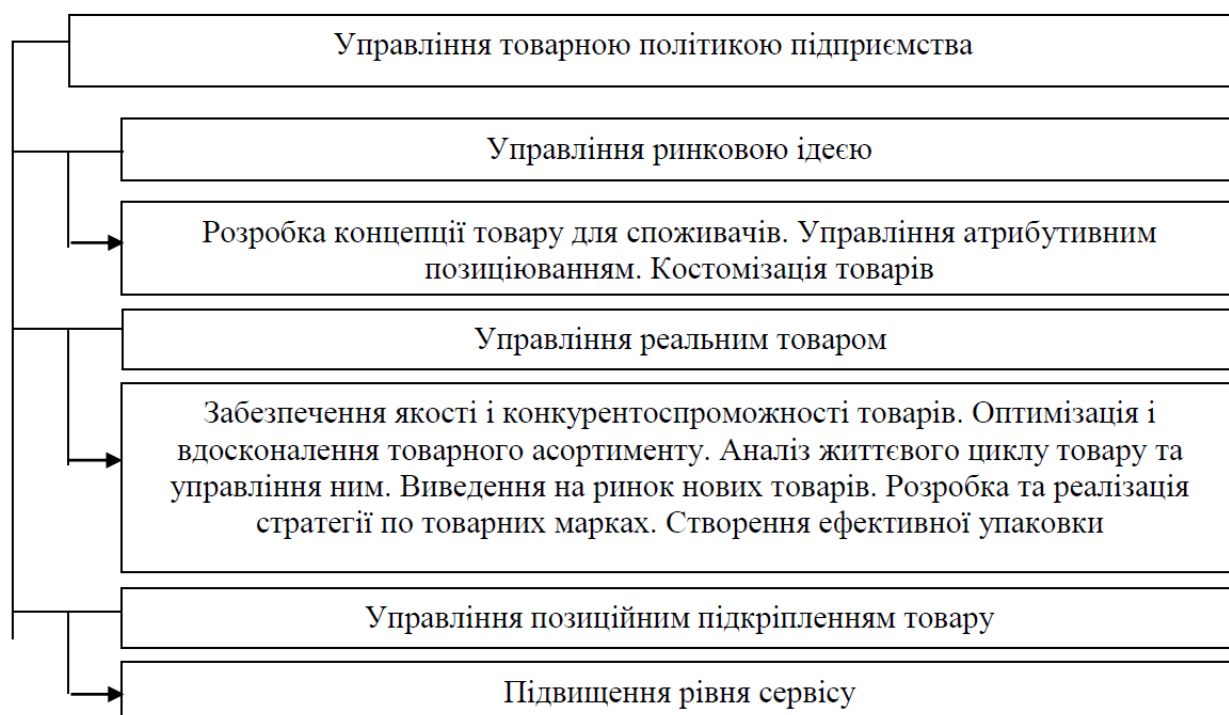 Управління товарною політикою підприємства
Управління ринковою ідеєю
Розробка концепції товару для споживачів. Управління атрибутивним
позиціюванням. Костомізація товарів
Управління реальним товаром
Забезпечення якості і конкурентоспроможності товарів. Оптимізація і
вдосконалення товарного асортименту. Аналіз життєвого циклу товару та
управління ним. Виведення на ринок нових товарів. Розробка та реалізація
стратегії по товарних марках. Створення ефективної упаковки
Управління позиційним підкріпленням товару
Підвищення рівня сервісу